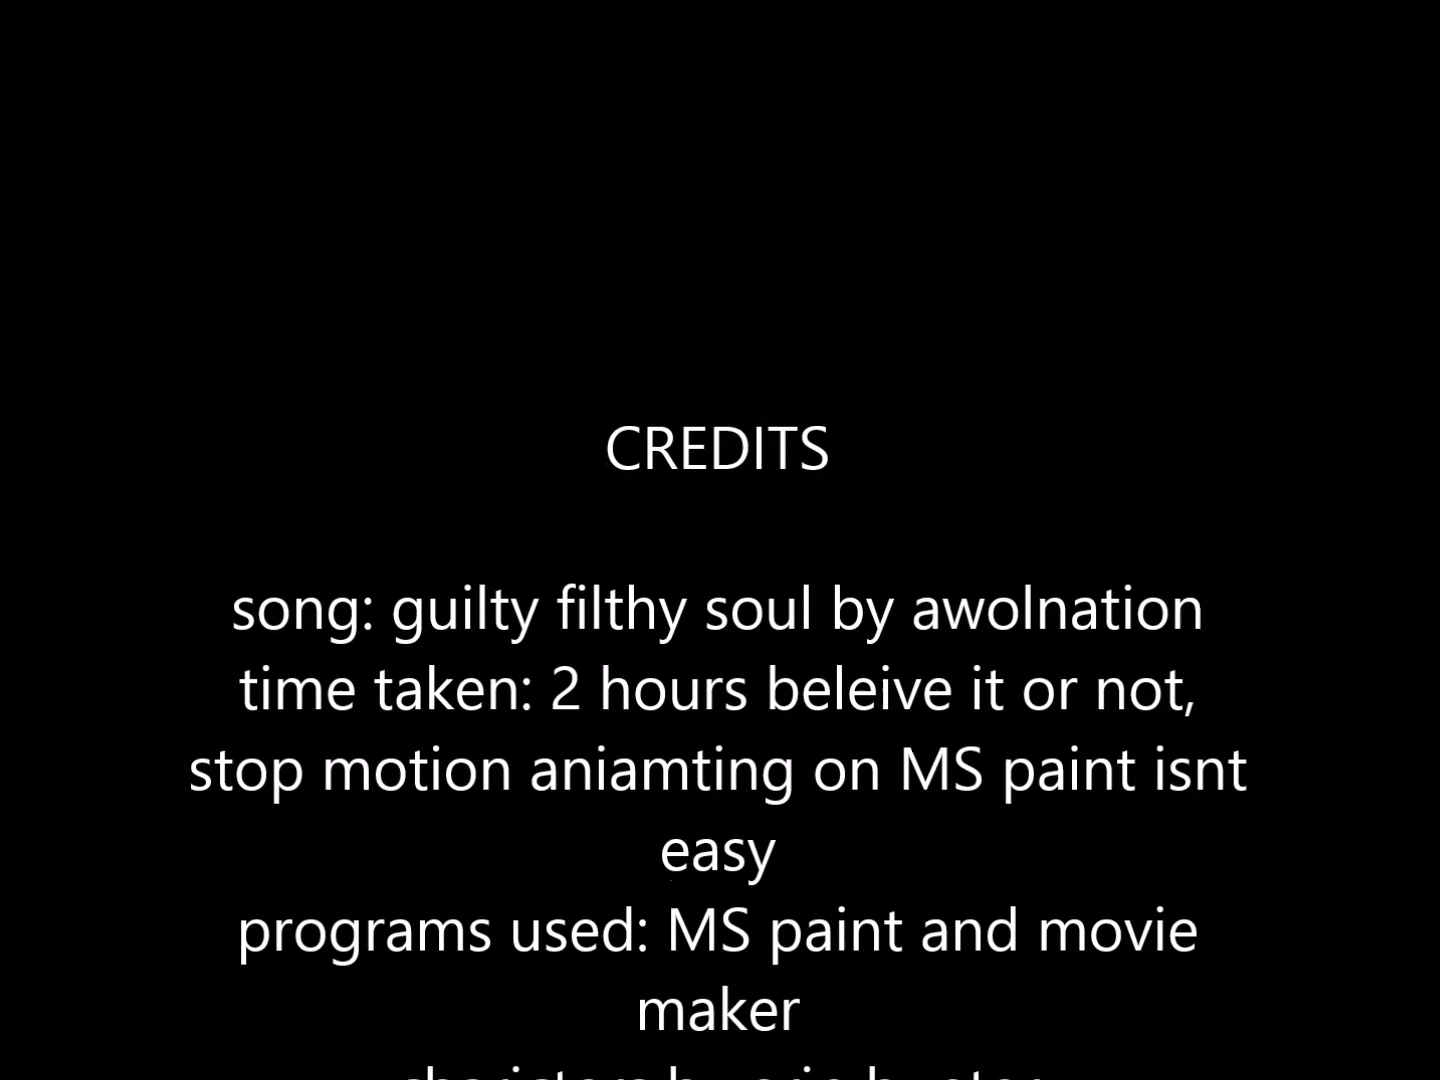 CREDITS
song: guilty filthy soul by awolnation
time taken: 2 hours beleive it or not,
stop motion aniamting on MS paint isnt
easy
programs used: MS paint and movie
maker